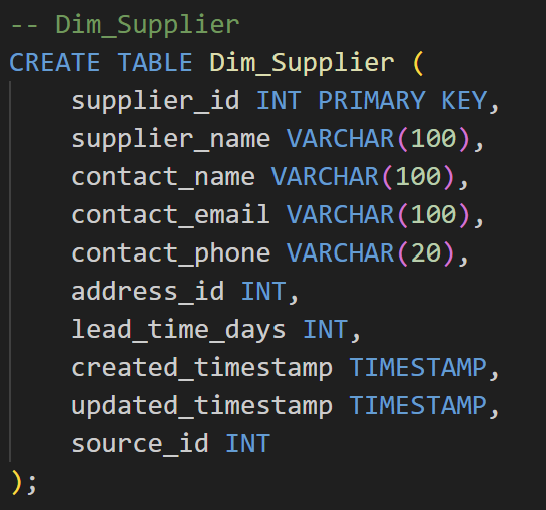 -- Dim_Supplier
CREATE TABLE Dim_Supplier (
    supplier_id INT PRIMARY KEY,
    supplier_name VARCHAR(100),
    contact_name VARCHAR(100),
    contact_email VARCHAR(100),
    contact_phone VARCHAR(20),
    address_id INT,
    lead_time_days INT,
    created_timestamp TIMESTAMP,
    updated_timestamp TIMESTAMP,
    source_id INT
);